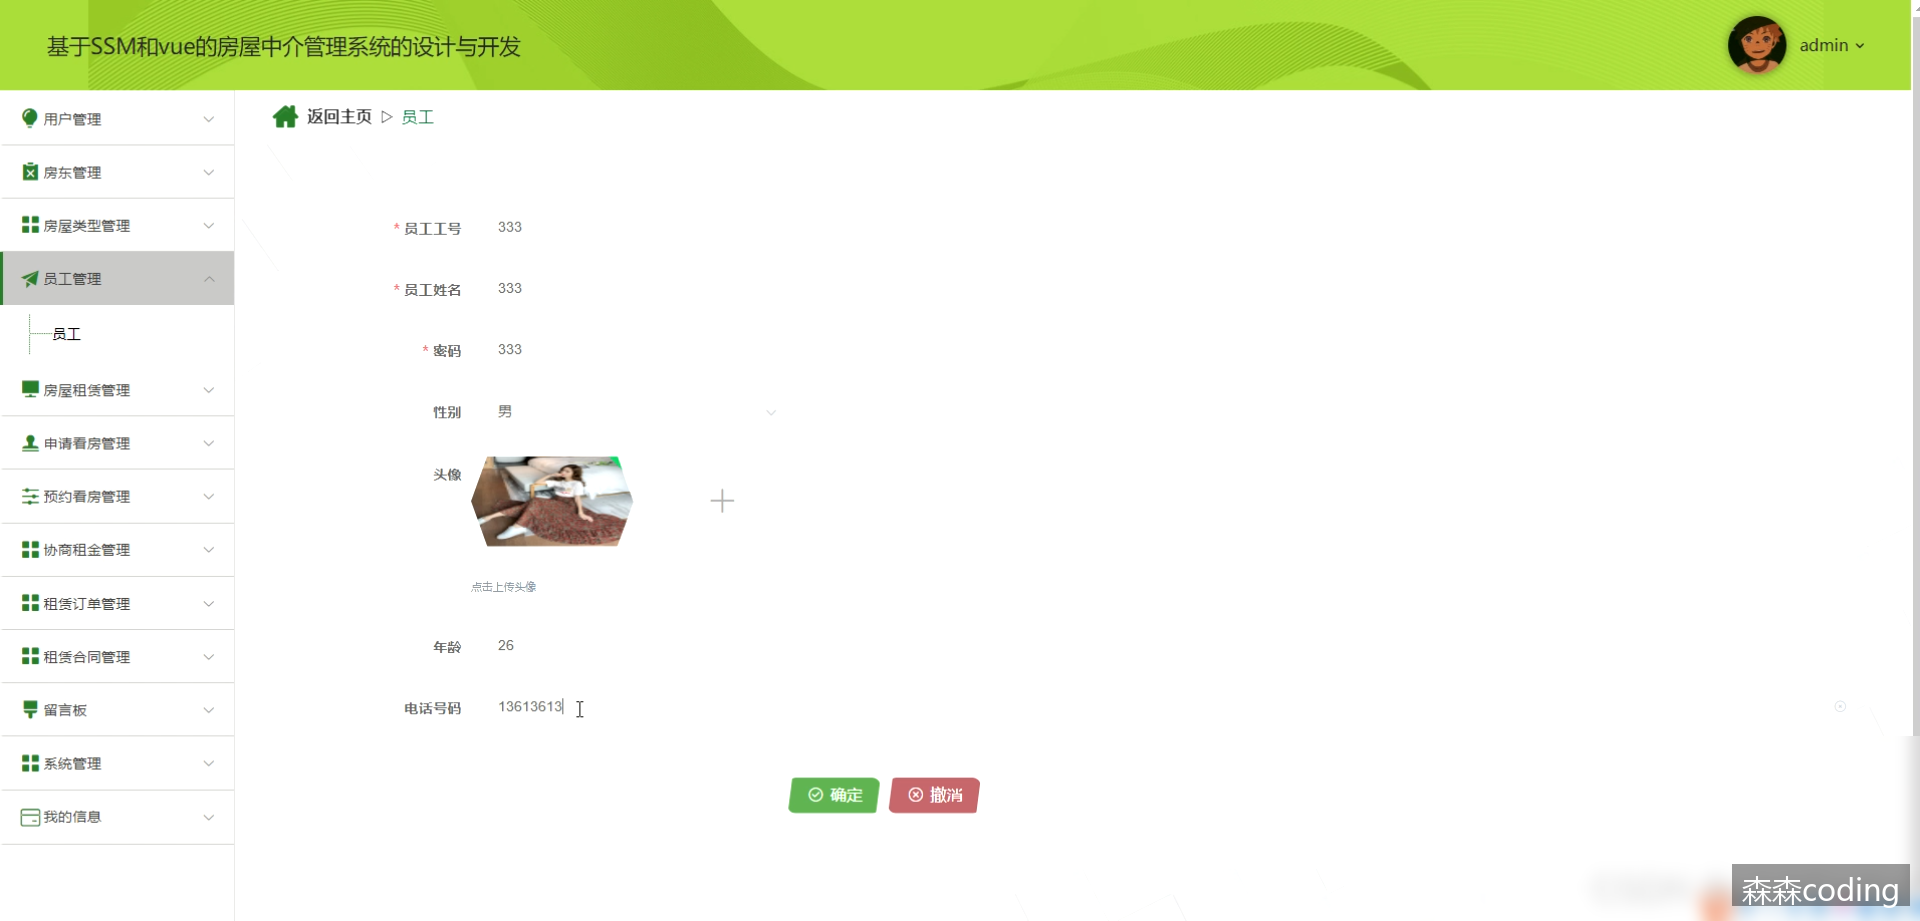 基于SSM和vue的房屋中介管理系统的设计与开发
admin
用户管理
房东管理
房屋类型管理
员工管理
员工
房屋租赁管理
申请看房管理
预约看房管理
协商租金管理
租赁订单管理
租赁合同管理
留言板
系统管理
我的信息
返回主页 ▷ 员工
* 员工工号 333
* 员工姓名 333
* 密码 333
性别 男
头像
点击上传头像
年龄 26
电话号码 13613613
确定
撤消
森森coding